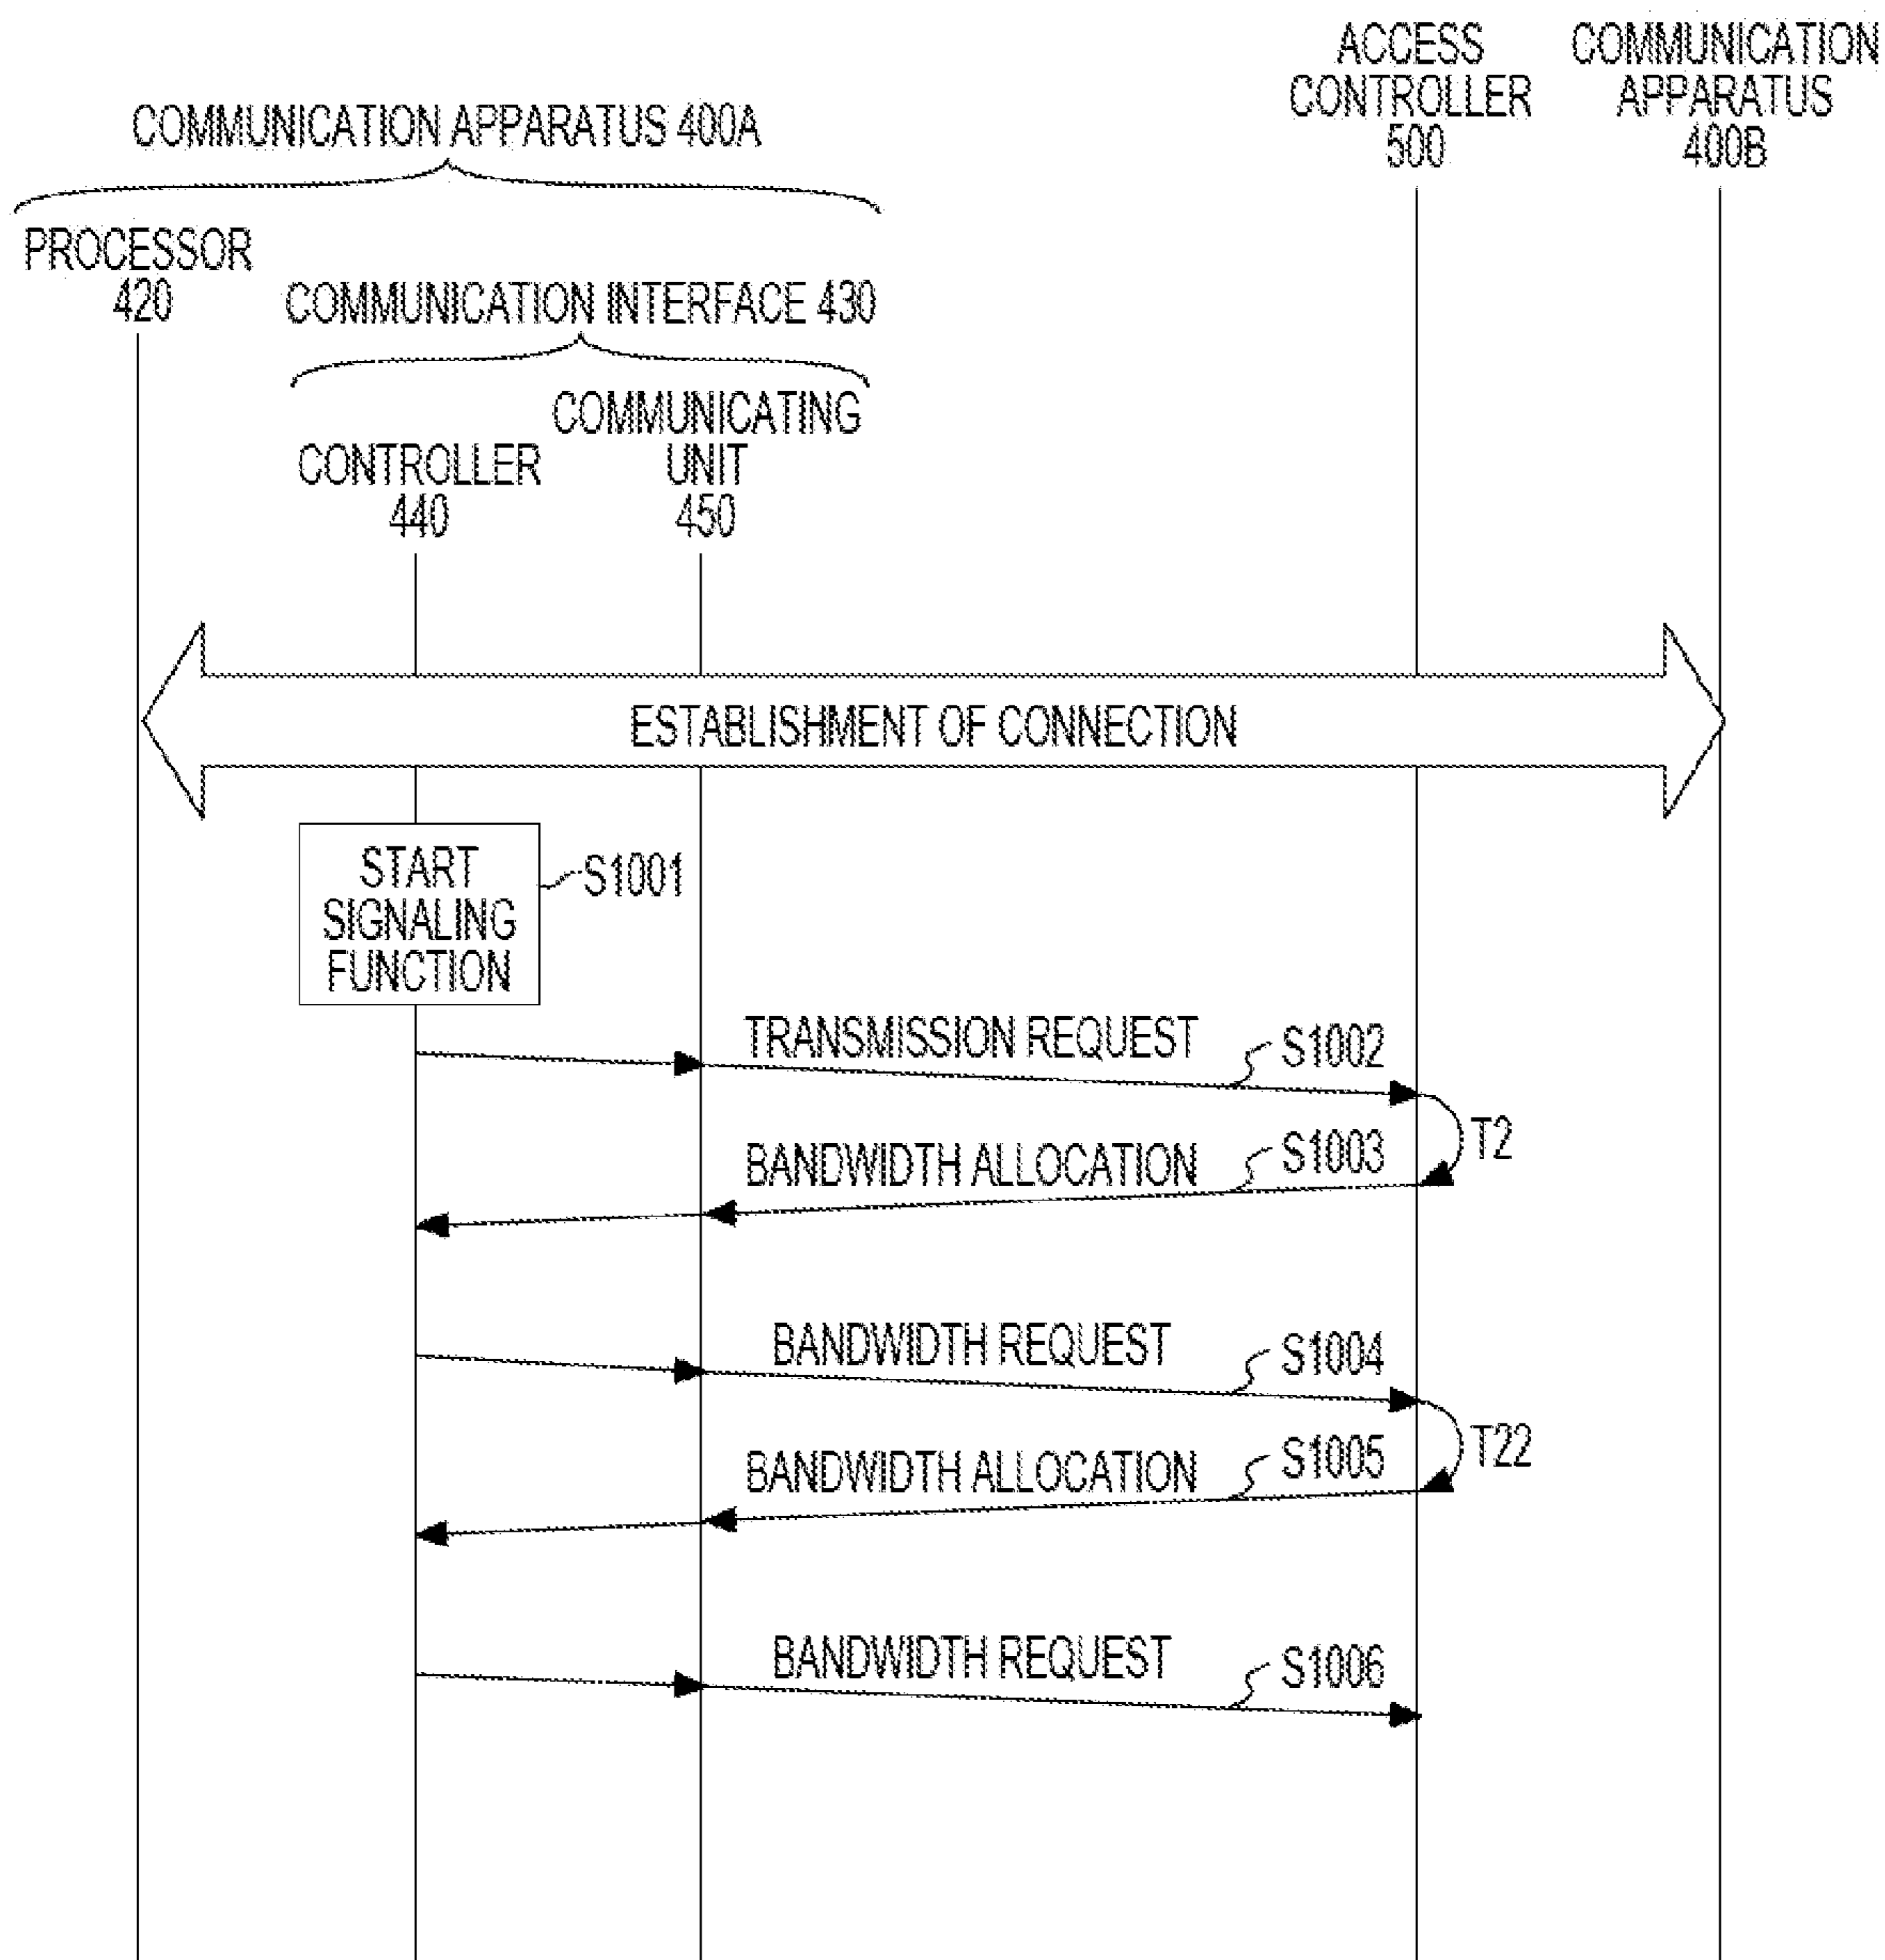 ACCESS
CONTROLLER
500
COMMUNICATION
APPARATUS
400B
COMMUNICATION APPARATUS 400A
PROCESSOR
420
COMMUNICATION INTERFACE 430
CONTROLLER
440
COMMUNICATING
UNIT
450
ESTABLISHMENT OF CONNECTION
START
SIGNALING
FUNCTION
S1001
TRANSMISSION REQUEST
S1002
T2
BANDWIDTH ALLOCATION
S1003
BANDWIDTH REQUEST
S1004
T22
BANDWIDTH ALLOCATION
S1005
BANDWIDTH REQUEST
S1006